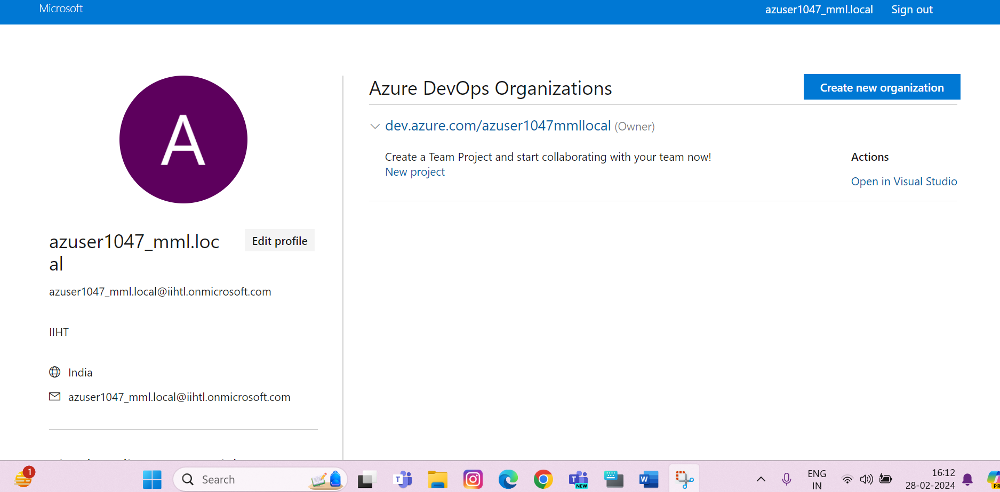 Microsoft
azuser1047_mml.local
Sign out
A
azuser1047_mml.loc
al
Edit profile
azuser1047_mml.local@iihtl.onmicrosoft.com
IIHT
India
azuser1047_mml.local@iihtl.onmicrosoft.com
Azure DevOps Organizations
Create new organization
dev.azure.com/azuser1047mmllocal (Owner)
Create a Team Project and start collaborating with your team now!
New project
Actions
Open in Visual Studio
1
Search
T
T
NEW
W
ENG
IN
16:12
28-02-2024